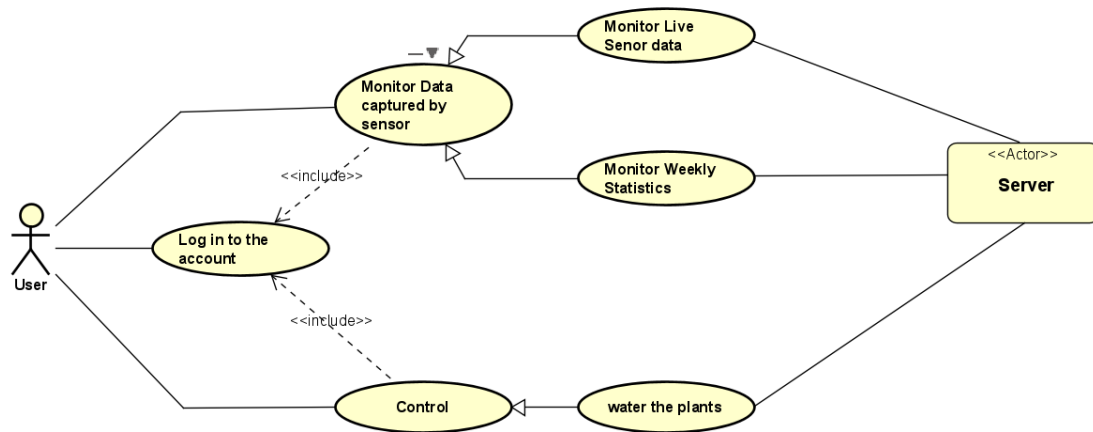 Monitor Live
Senor data
Monitor Data
captured by
sensor
<<Actor>>
Server
<<include>>
Monitor Weekly
Statistics
Log in to the
account
User
<<include>>
Control
water the plants